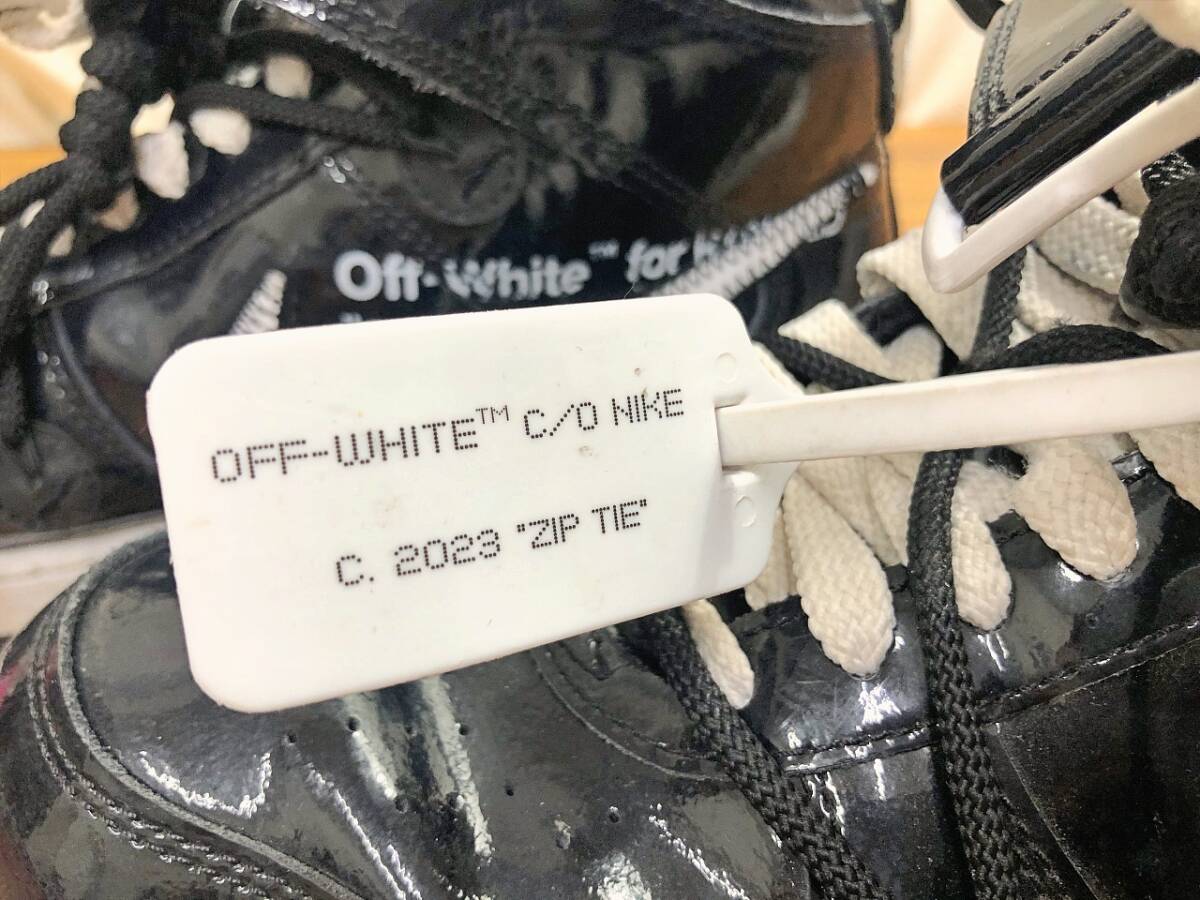 Off-White™ for
OFF-WHITE™ C/O NIKE
C. 2023 "ZIP TIE"